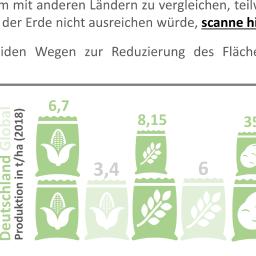 m mit anderen Ländern zu vergleichen, teilv
der Erde nicht ausreichen würde, scanne hi
iden Wegen zur Reduzierung des Fläche
6,7
8,15
35
3,4
6
Deutschland Global
Produktion in t/ha (2018)